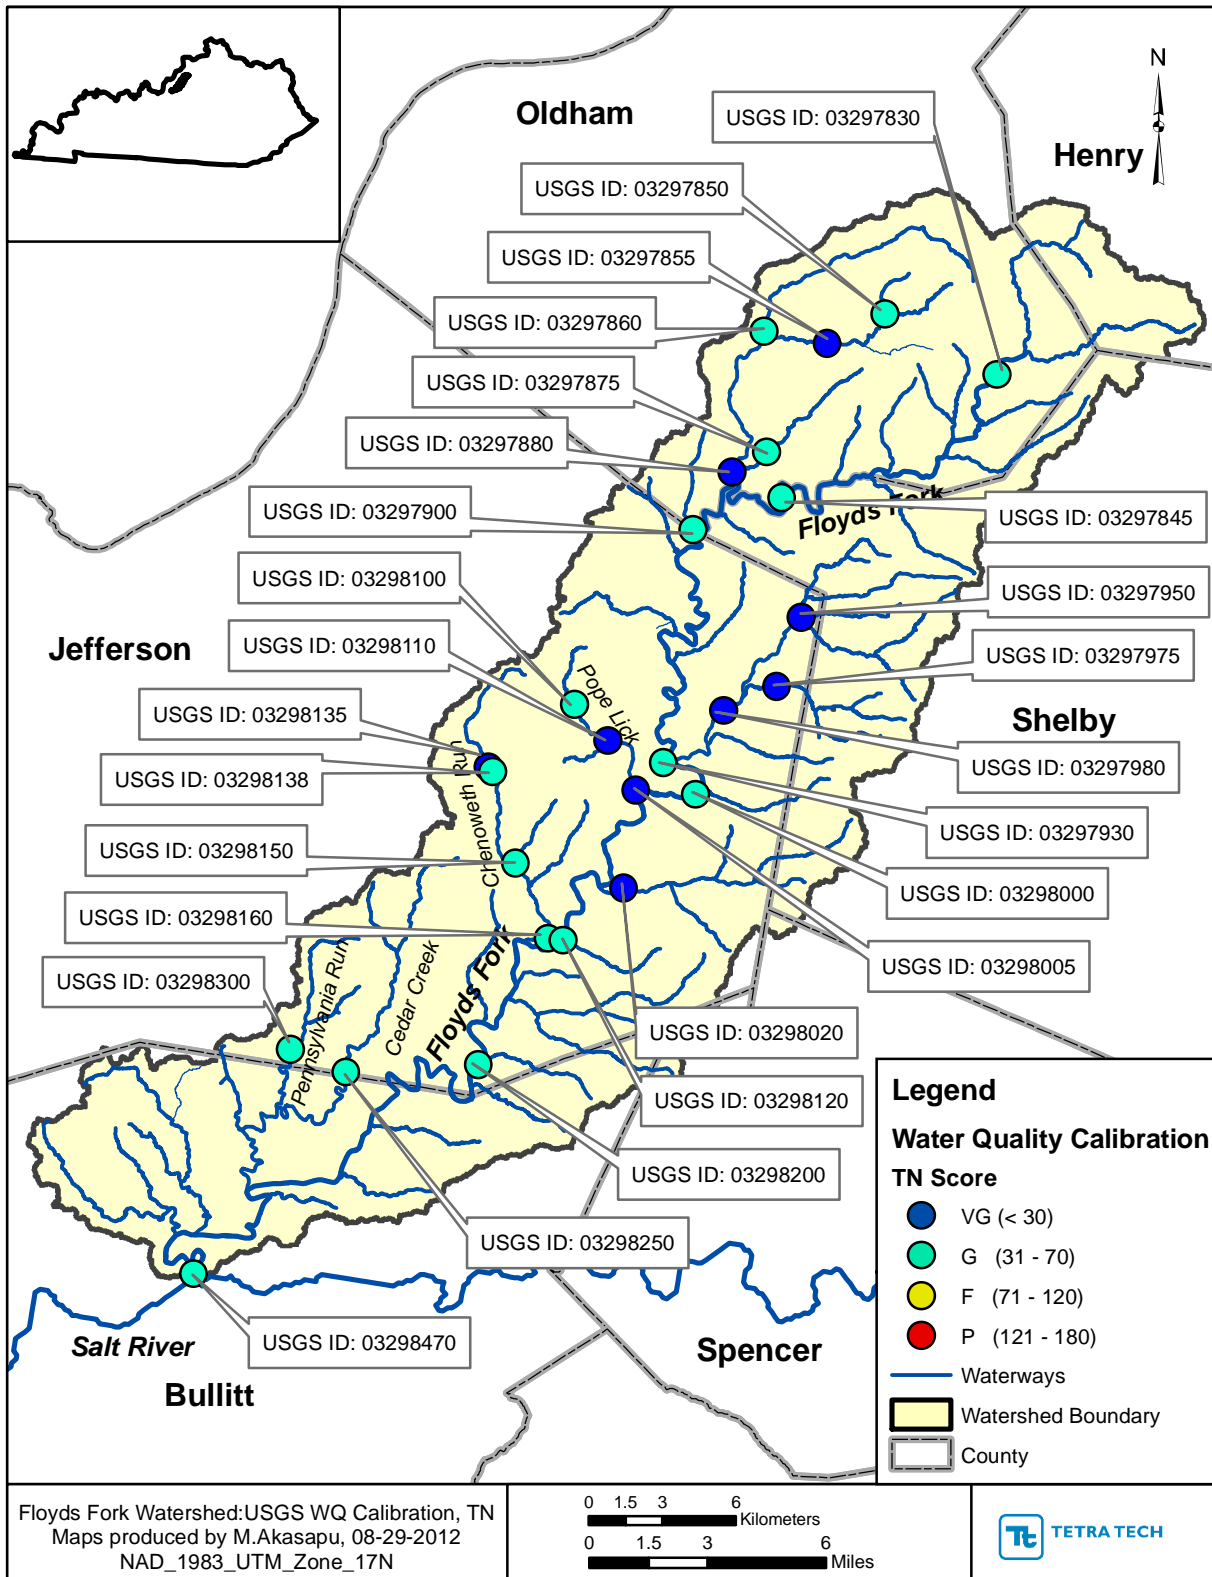 Oldham
Henry
N
USGS ID: 03297830
USGS ID: 03297850
USGS ID: 03297855
USGS ID: 03297860
USGS ID: 03297875
USGS ID: 03297880
USGS ID: 03297900
Floyds Fork
USGS ID: 03297845
USGS ID: 03298100
USGS ID: 03297950
Jefferson
USGS ID: 03298110
Pope Lick
USGS ID: 03297975
USGS ID: 03298135
Shelby
USGS ID: 03298138
Chenoweth Run
USGS ID: 03297980
USGS ID: 03297930
USGS ID: 03298150
USGS ID: 03298000
USGS ID: 03298160
USGS ID: 03298005
USGS ID: 03298300
Pennsylvania Run
Cedar Creek
Floyds Fork
USGS ID: 03298020
USGS ID: 03298120
USGS ID: 03298200
USGS ID: 03298250
USGS ID: 03298470
Salt River
Bullitt
Spencer
Legend
Water Quality Calibration
TN Score
VG (< 30)
G (31 - 70)
F (71 - 120)
P (121 - 180)
Waterways
Watershed Boundary
County
Floyds Fork Watershed:USGS WQ Calibration, TN
Maps produced by M.Akasapu, 08-29-2012
NAD_1983_UTM_Zone_17N
0 1.5 3 6
Kilometers
0 1.5 3 6
Miles
Tt TETRA TECH